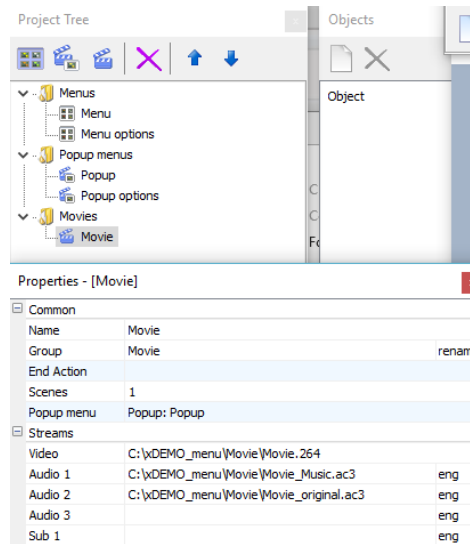 Project Tree
Objects
Menus
Menu
Menu options
Object
Popup menus
Popup
Popup options
Movies
Movie
Properties - [Movie]
Common
Name Movie
Group Movie renam
End Action
Scenes 1
Popup menu Popup: Popup
Streams
Video C:\xDEMO_menu\Movie\Movie.264
Audio 1 C:\xDEMO_menu\Movie\Movie_Music.ac3 eng
Audio 2 C:\xDEMO_menu\Movie\Movie_original.ac3 eng
Audio 3 eng
Sub 1 eng